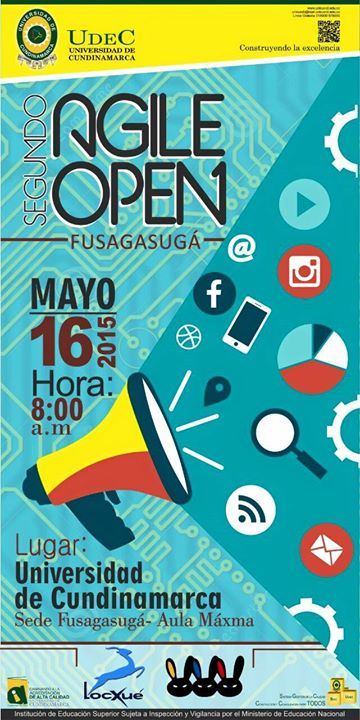 UDEC
UNIVERSIDAD DE
CUNDINAMARCA
Construyendo la excelencia
SEGUNDO
AGILE
OPEN
FUSAGASUGÁ
MAYO
16
2015
Hora:
8:00
a.m
Lugar:
Universidad
de Cundinamarca
Sede Fusagasugá- Aula Máxma
Locxue
Institución de Educación Superior Sujeta a Inspección y Vigilancia por el Ministerio de Educación Nacional